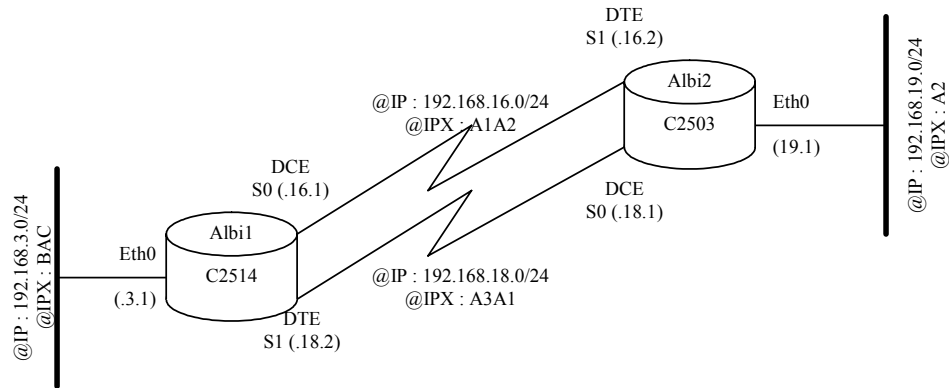 DTE
S1 (.16.2)
Albi2
C2503
Eth0
(19.1)
@IP : 192.168.19.0/24
@IPX : A2
@IP : 192.168.16.0/24
@IPX : A1A2
DCE
S0 (.16.1)
DCE
S0 (.18.1)
@IP : 192.168.3.0/24
@IPX : BAC
Eth0
(.3.1)
Albi1
C2514
@IP : 192.168.18.0/24
@IPX : A3A1
DTE
S1 (.18.2)